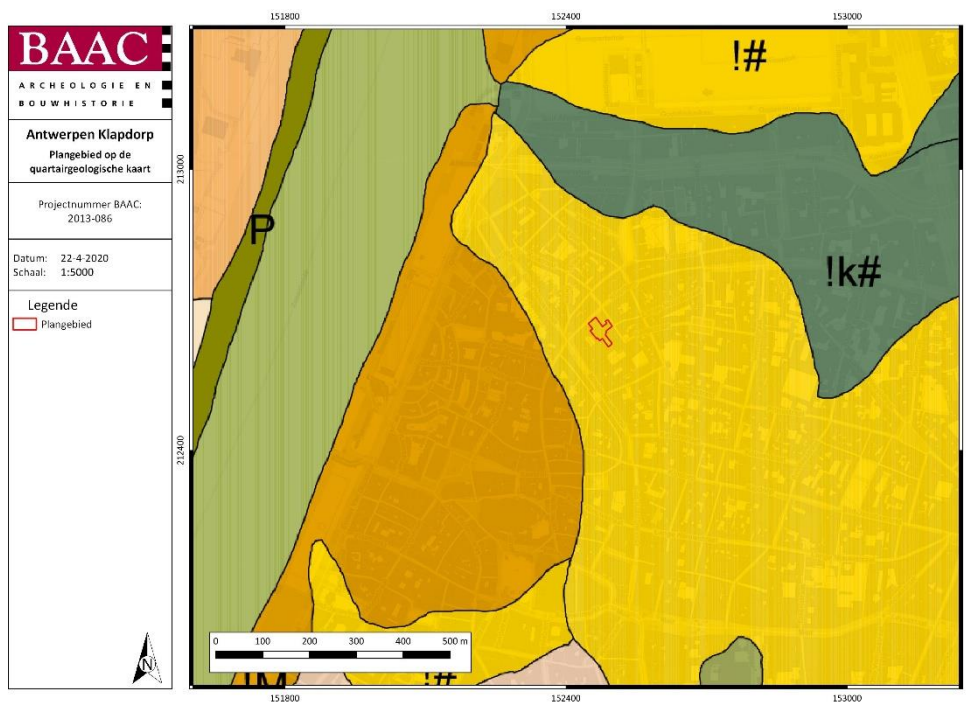 BAAC
ARCHEOLOGIE EN
BOUWHISTORIE
Antwerpen Klapdorp
Plangebied op de
quartairgeologische kaart
Projectnummer BAAC:
2013-086
Datum: 22-4-2020
Schaal: 1:5000
Legende
Plangebied
N
151800 152400 153000
213000
212400
!#
P
!k#
0 100 200 300 400 500 m
!M
!#
151800 152400 153000